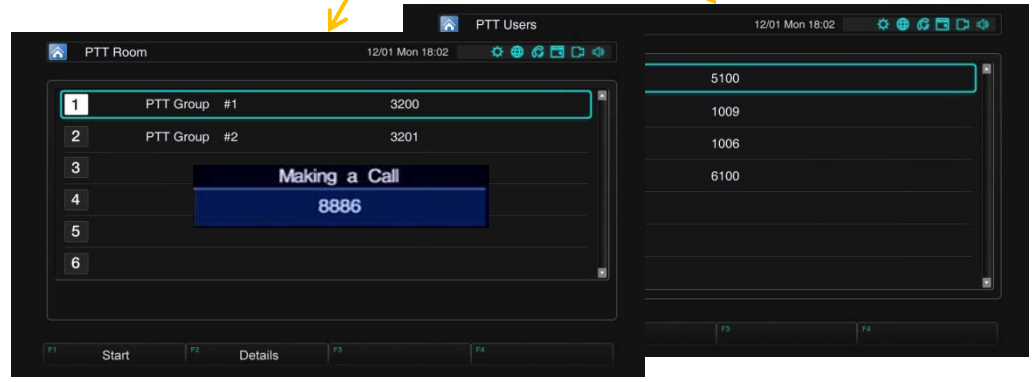 PTT Users 12/01 Mon 18:02
5100
1009
1006
6100
F3 F4
PTT Room 12/01 Mon 18:02
1 PTT Group #1 3200
2 PTT Group #2 3201
3
4
5
6
Making a Call
8886
F1 Start F2 Details F3 F4